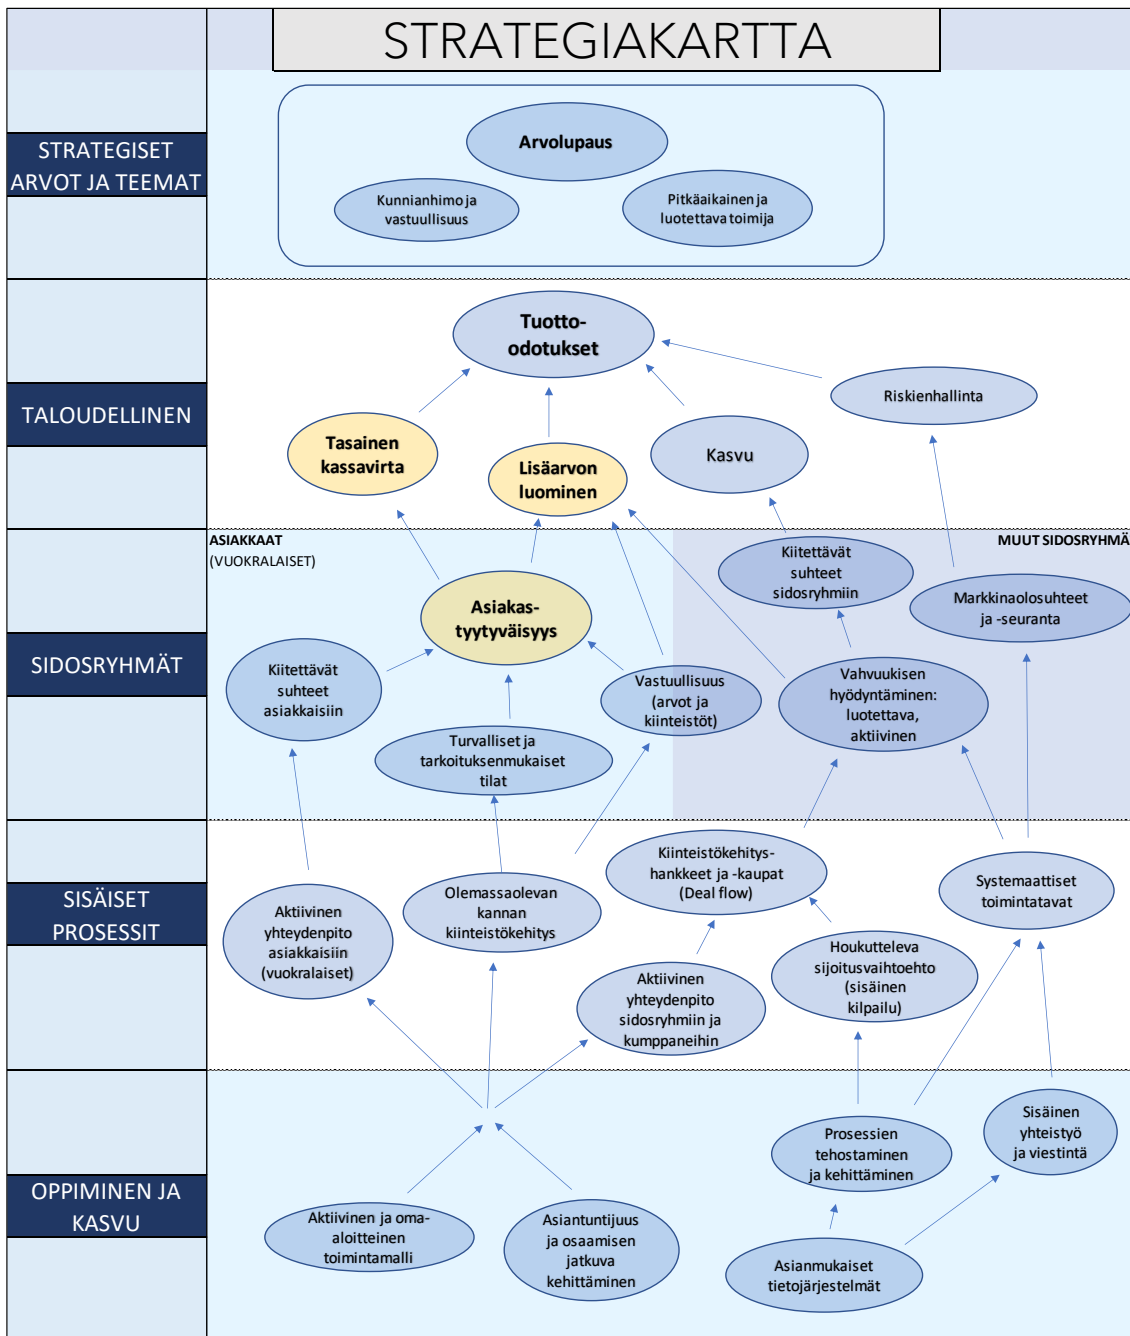 STRATEGIAKARTTA
STRATEGISET
ARVOT JA TEEMAT
Arvolupaus
Kunnianhimo ja
vastuullisuus
Pitkäaikainen ja
luotettava toimija
TALOUDELLINEN
Tuotto-
odotukset
Riskienhallinta
Tasainen
kassavirta
Lisäarvon
luominen
Kasvu
SIDOSRYHMÄT
ASIAKKAAT
(VUOKRALAISET)
MUUT SIDOSRYHMÄ
Kiitettävät
suhteet
sidosryhmiin
Markkinaolosuhteet
ja -seuranta
Asiakas-
tyytyväisyys
Kiitettävät
suhteet
asiakkaisiin
Vastuullisuus
(arvot ja
kiinteistöt)
Vahvuukisen
hyödyntäminen:
luotettava,
aktiivinen
Turvalliset ja
tarkoituksenmukaiset
tilat
SISÄISET
PROSESSIT
Kiinteistökehitys-
hankkeet ja -kaupat
(Deal flow)
Systemaattiset
toimintatavat
Olemassaolevan
kannan
kiinteistökehitys
Aktiivinen
yhteydenpito
asiakkaisiin
(vuokralaiset)
Houkutteleva
sijoitusvaihtoehto
(sisäinen
kilpailu)
Aktiivinen
yhteydenpito
sidosryhmiin ja
kumppaneihin
OPPIMINEN JA
KASVU
Sisäinen
yhteistyö
ja viestintä
Prosessien
tehostaminen
ja kehittäminen
Aktiivinen ja oma-
aloitteinen
toimintamalli
Asiantuntijuus
ja osaamisen
jatkuva
kehittäminen
Asianmukaiset
tietojärjestelmät